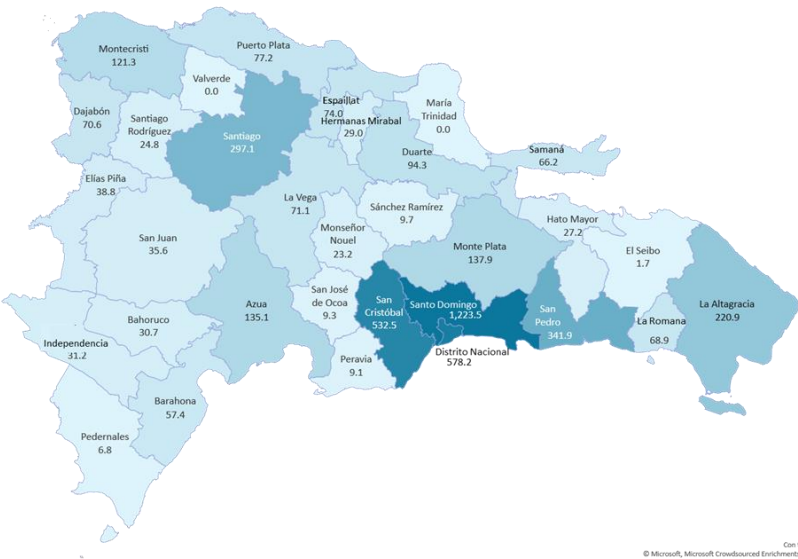 Montecristi
121.3
Puerto Plata
77.2
Valverde
0.0
Dajabón
70.6
Santiago
Rodríguez
24.8
Santiago
297.1
Espaillat
74.0
Hermanas Mirabal
29.0
María
Trinidad
0.0
Duarte
94.3
Samaná
66.2
Elías Piña
38.8
La Vega
71.1
Sánchez Ramírez
9.7
Hato Mayor
27.2
San Juan
35.6
Monseñor
Nouel
23.2
Monte Plata
137.9
El Seibo
1.7
San José
de Ocoa
9.3
San
Cristóbal
532.5
Santo Domingo
1,223.5
San
Pedro
341.9
La Altagracia
220.9
Azua
135.1
Bahoruco
30.7
La Romana
68.9
Independencia
31.2
Distrito Nacional
578.2
Peravia
9.1
Barahona
57.4
Pedernales
6.8
Con
© Microsoft, Microsoft Crowdsourced Enrichments